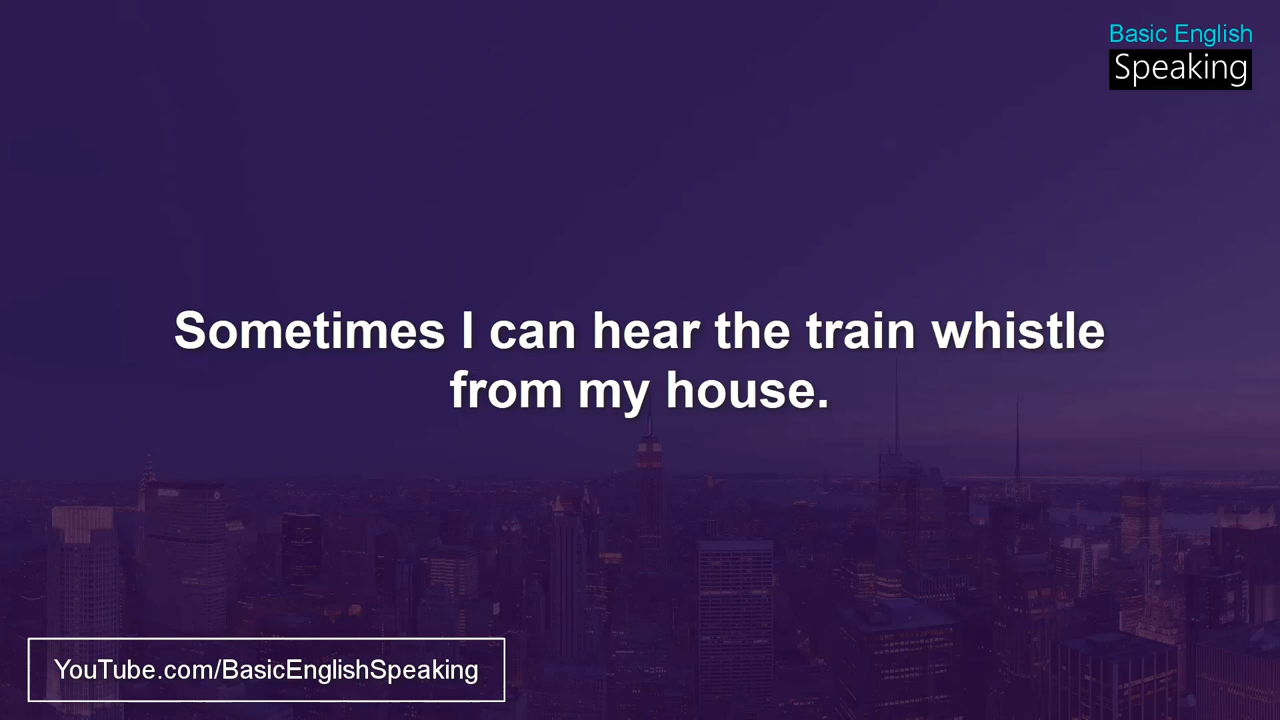 Basic English
Speaking
Sometimes I can hear the train whistle
from my house.
YouTube.com/BasicEnglishSpeaking